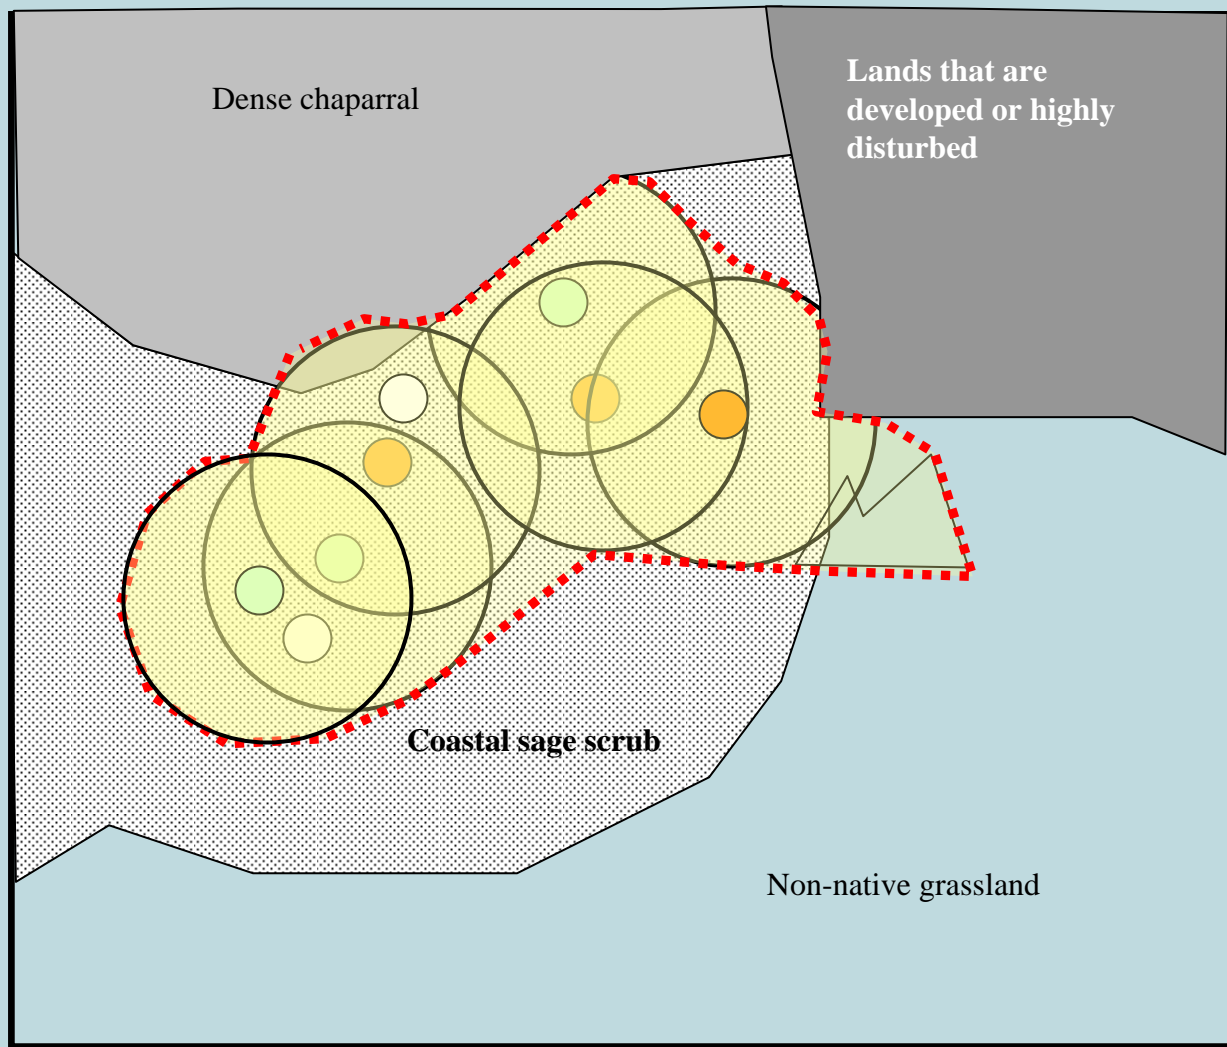 Dense chaparral
Lands that are
developed or highly
disturbed
Coastal sage scrub
Non-native grassland